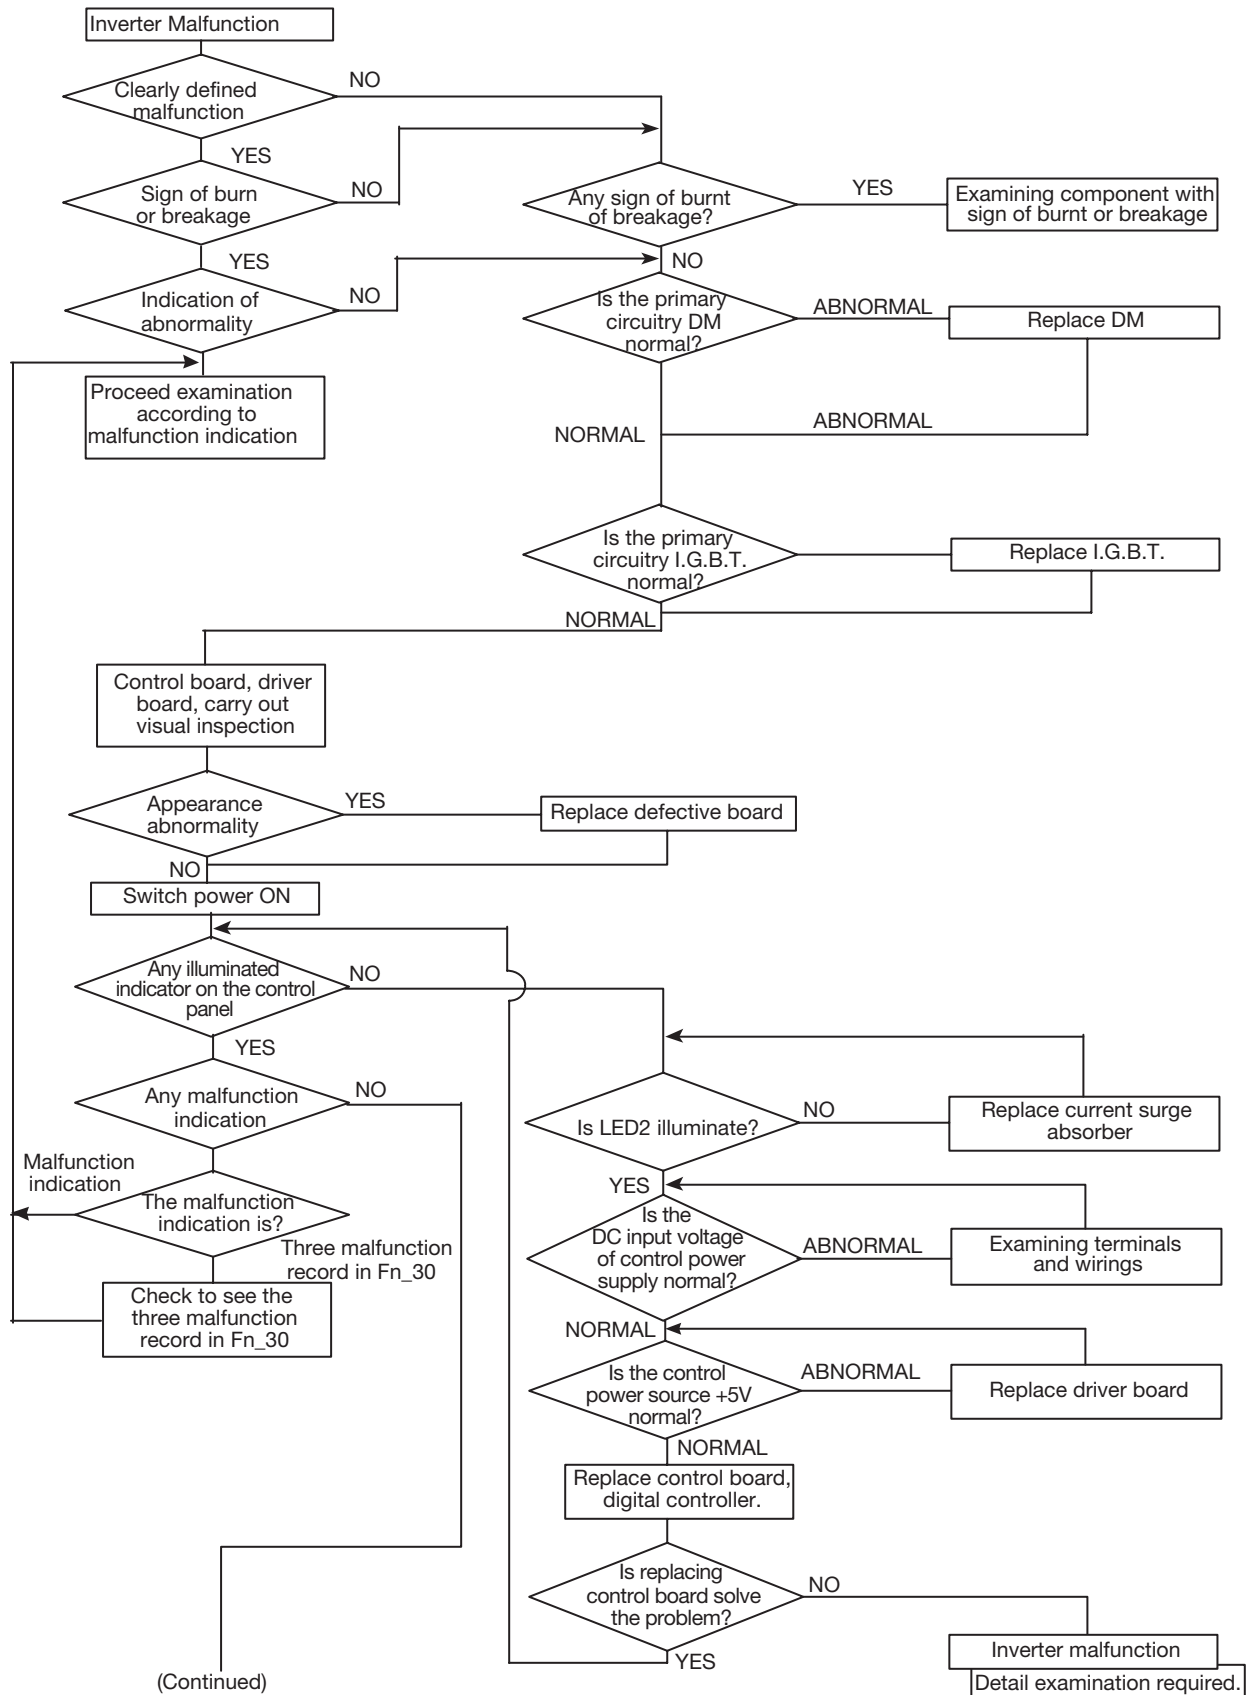 Inverter Malfunction
Clearly defined
malfunction
NO
YES
Sign of burn
or breakage
NO
YES
Indication of
abnormality
NO
Proceed examination
according to
malfunction indication
Any sign of burnt
of breakage?
YES
Examining component with
sign of burnt or breakage
NO
Is the primary
circuitry DM
normal?
ABNORMAL
Replace DM
ABNORMAL
NORMAL
Is the primary
circuitry I.G.B.T.
normal?
Replace I.G.B.T.
NORMAL
Control board, driver
board, carry out
visual inspection
Appearance
abnormality
YES
Replace defective board
NO
Switch power ON
Any illuminated
indicator on the control
panel
NO
YES
Any malfunction
indication
NO
Malfunction
indication
The malfunction
indication is?
Three malfunction
record in Fn_30
Check to see the
three malfunction
record in Fn_30
Is LED2 illuminate?
NO
Replace current surge
absorber
YES
Is the
DC input voltage
of control power
supply normal?
ABNORMAL
Examining terminals
and wirings
NORMAL
Is the control
power source +5V
normal?
ABNORMAL
Replace driver board
NORMAL
Replace control board,
digital controller.
Is replacing
control board solve
the problem?
NO
YES
Inverter malfunction
Detail examination required.
(Continued)